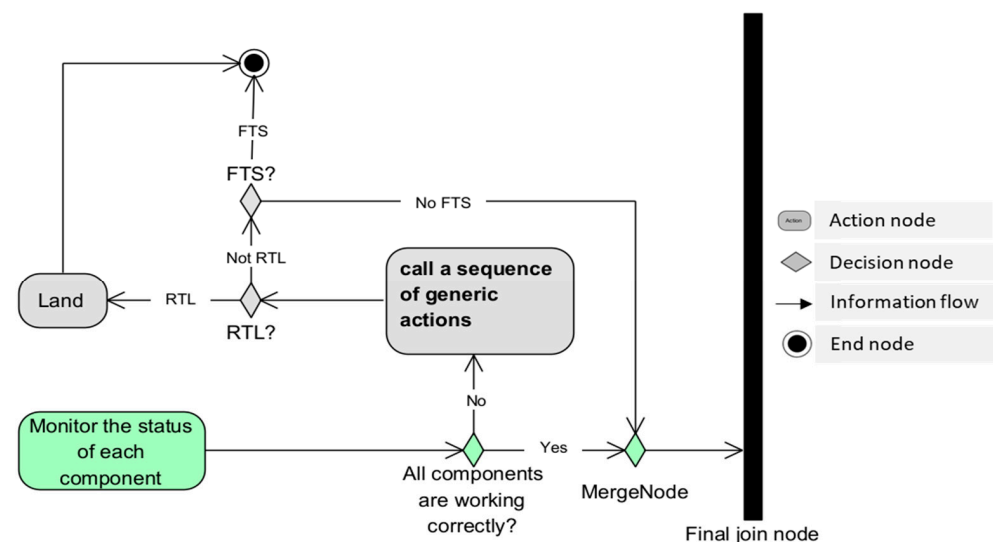 FTS
FTS?
No FTS
Not RTL
call a sequence
of generic
actions
Land
RTL
RTL?
No
Monitor the status
of each
component
Yes
All components
are working
correctly?
MergeNode
Final join node
Action
Action node
Decision node
Information flow
End node